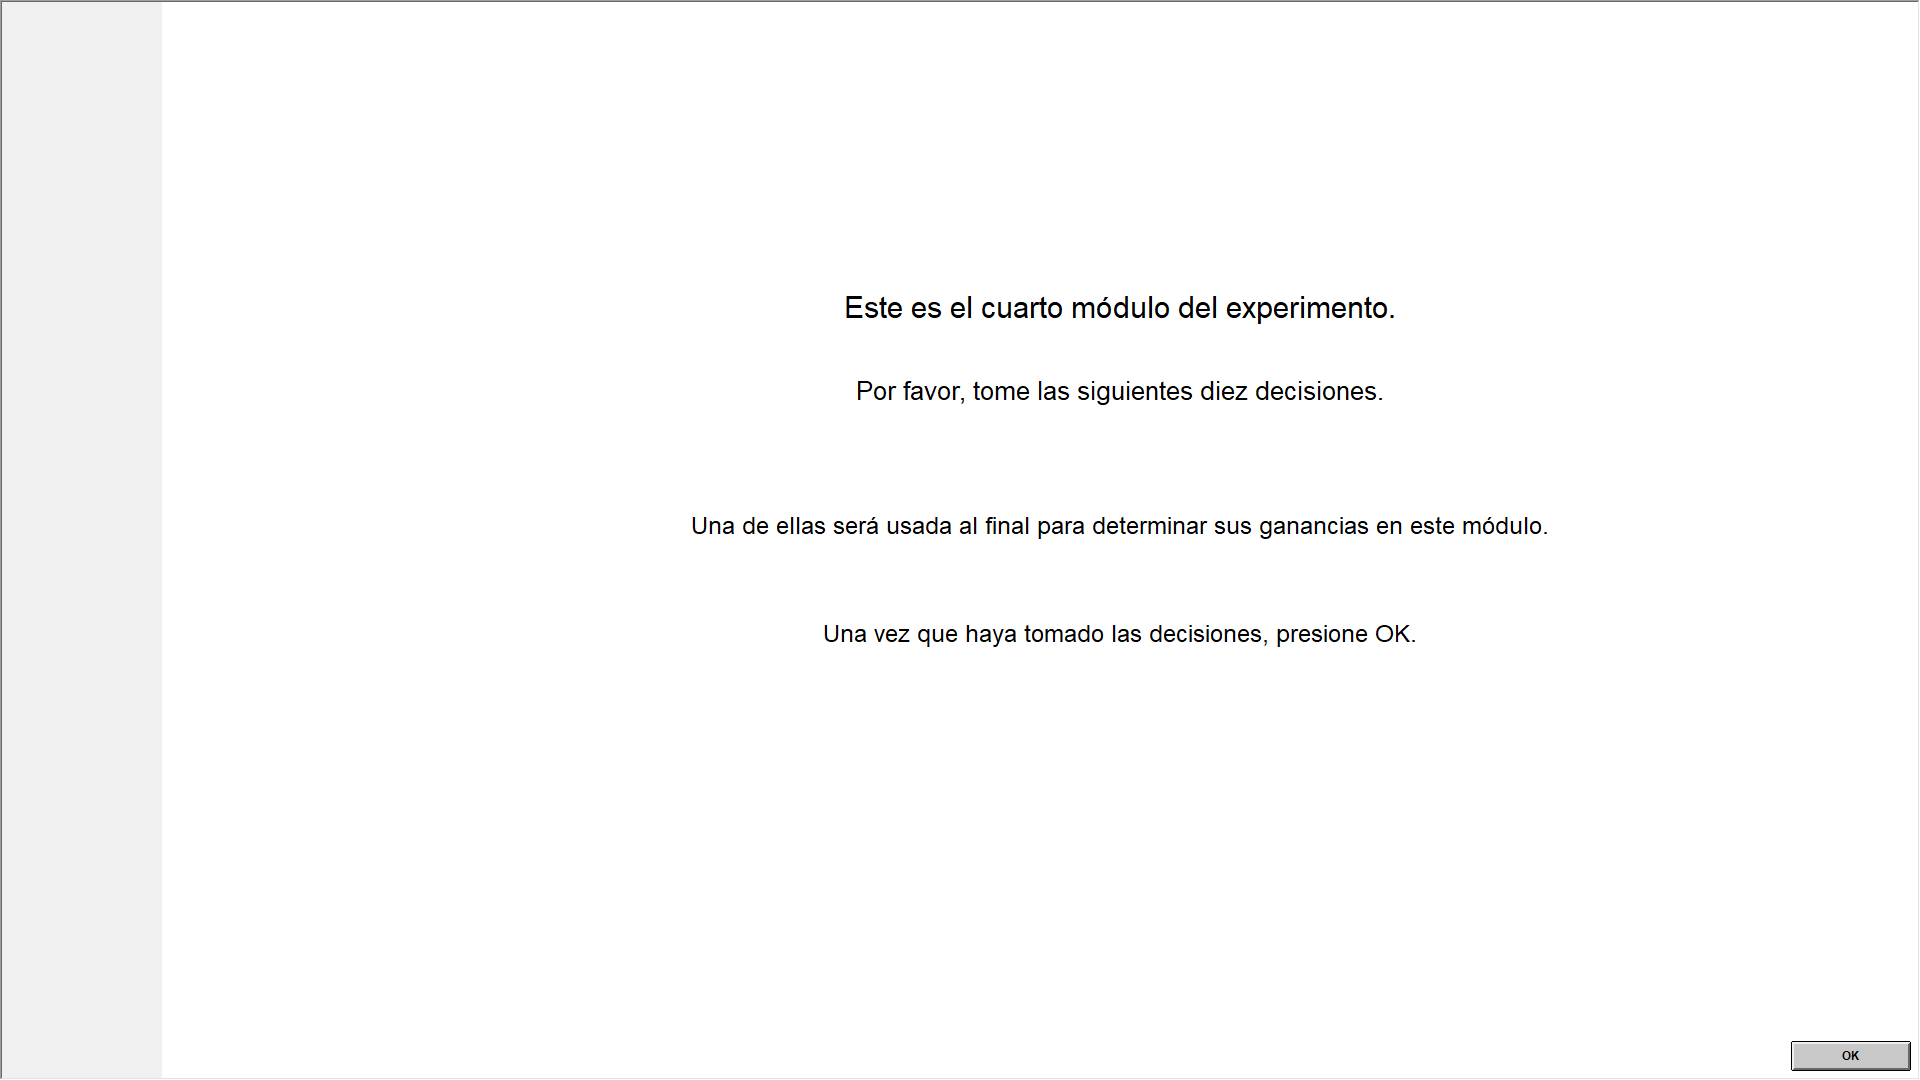 Este es el cuarto módulo del experimento.
Por favor, tome las siguientes diez decisiones.
Una de ellas será usada al final para determinar sus ganancias en este módulo.
Una vez que haya tomado las decisiones, presione OK.
OK